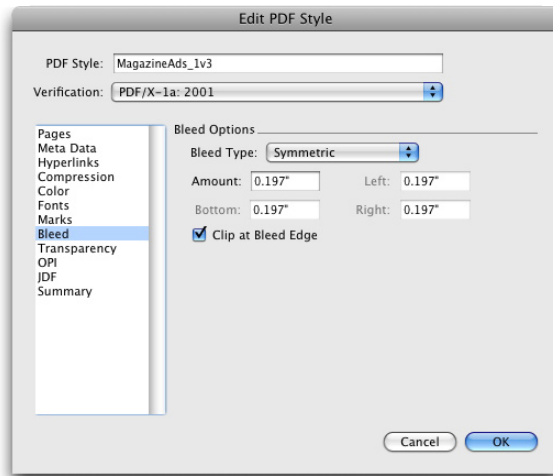 Edit PDF Style
PDF Style: MagazineAds_1v3
Verification: PDF/X-1a: 2001
Pages
Meta Data
Hyperlinks
Compression
Color
Fonts
Marks
Bleed
Transparency
OPI
JDF
Summary
Bleed Options
Bleed Type: Symmetric
Amount: 0.197" Left: 0.197"
Bottom: 0.197" Right: 0.197"
Clip at Bleed Edge
Cancel OK